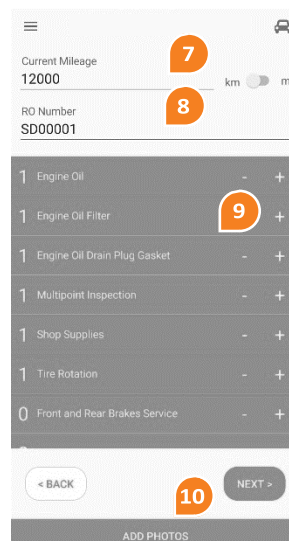 Current Mileage
7
12000
km m
8
RO Number
SD00001
1 Engine Oil - +
1 Engine Oil Filter - +
9
1 Engine Oil Drain Plug Gasket - +
1 Multipoint Inspection - +
1 Shop Supplies - +
1 Tire Rotation - +
0 Front and Rear Brakes Service - +
< BACK NEXT >
10
ADD PHOTOS